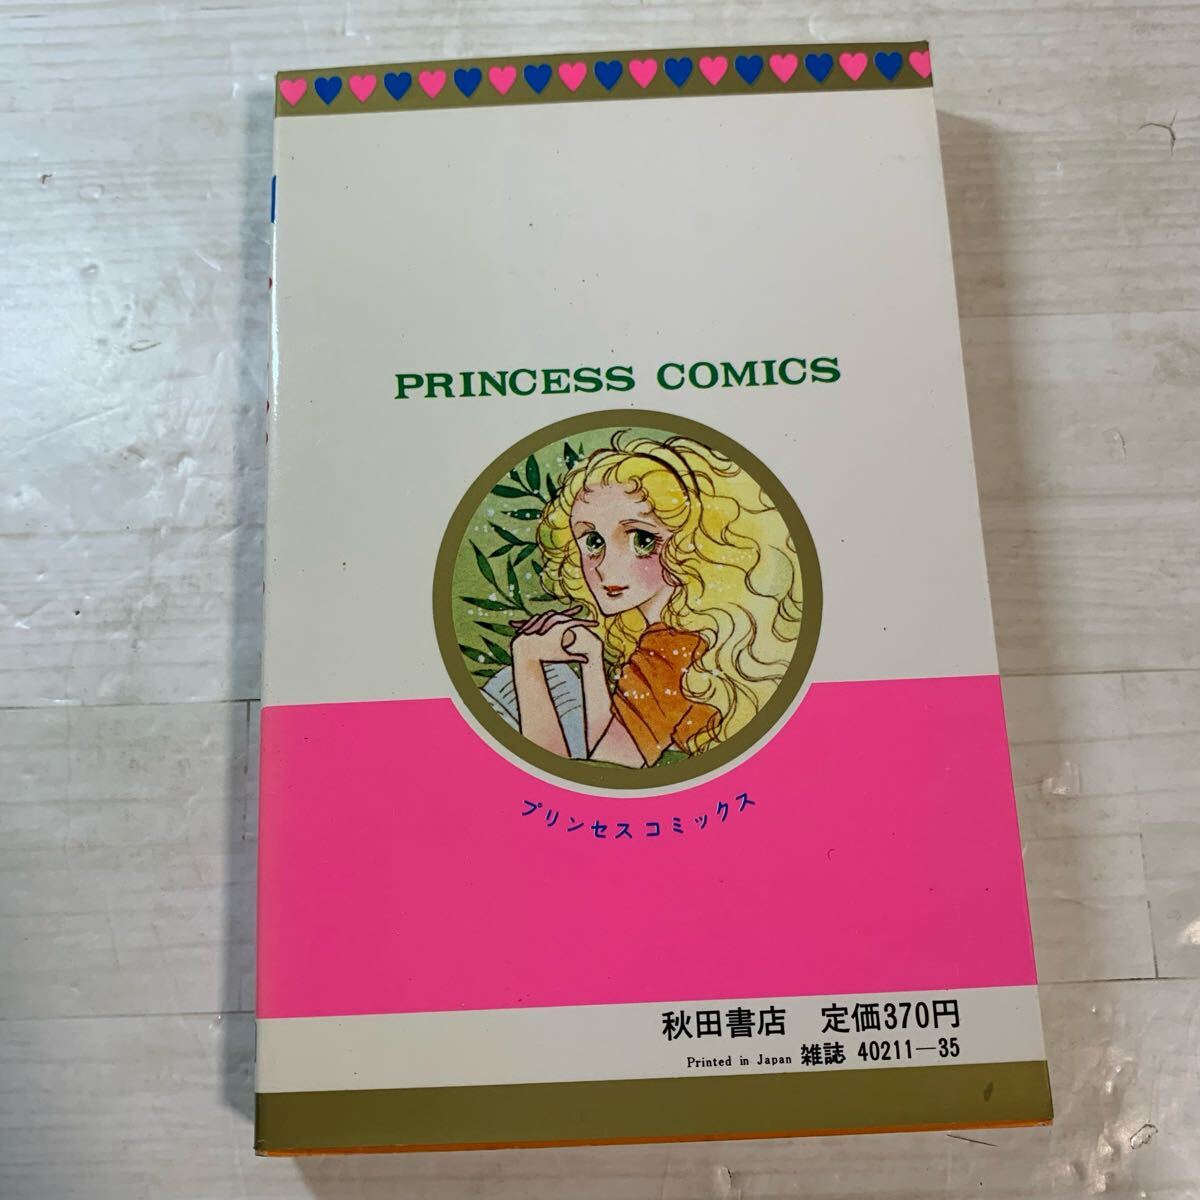 PRINCESS COMICS
プリンセスコミックス
秋田書店　定価370円
Printed in Japan 雑誌 40211—35